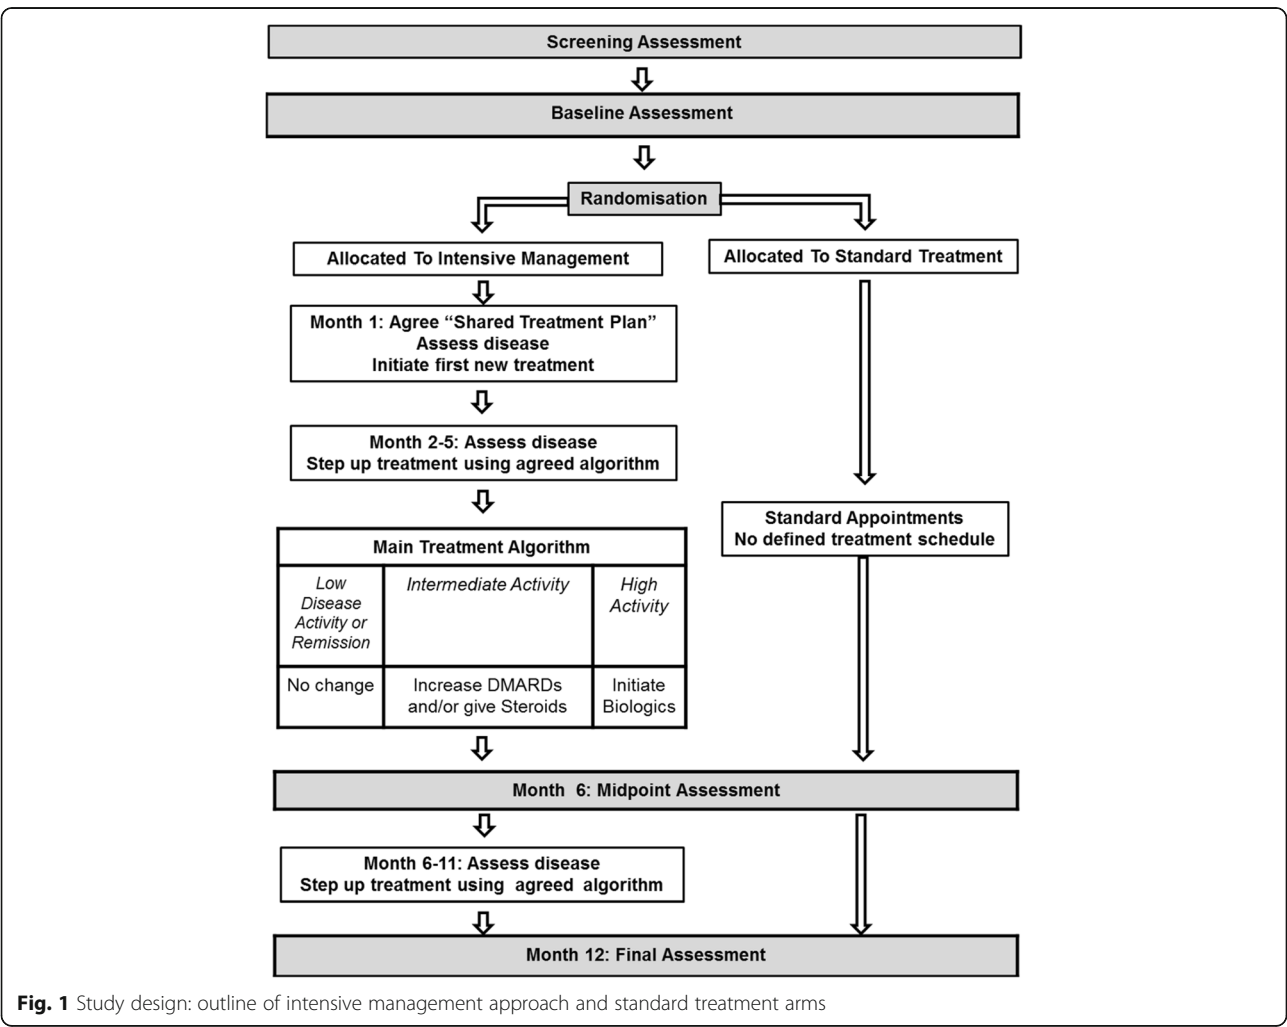 Screening Assessment
Baseline Assessment
Randomisation
Allocated To Intensive Management
Allocated To Standard Treatment
Month 1: Agree “Shared Treatment Plan”
Assess disease
Initiate first new treatment
Month 2-5: Assess disease
Step up treatment using agreed algorithm
Standard Appointments
No defined treatment schedule
Main Treatment Algorithm
Low
Disease
Activity or
Remission
Intermediate Activity
High
Activity
No change
Increase DMARDs
and/or give Steroids
Initiate
Biologics
Month 6: Midpoint Assessment
Month 6-11: Assess disease
Step up treatment using agreed algorithm
Month 12: Final Assessment
Fig. 1 Study design: outline of intensive management approach and standard treatment arms